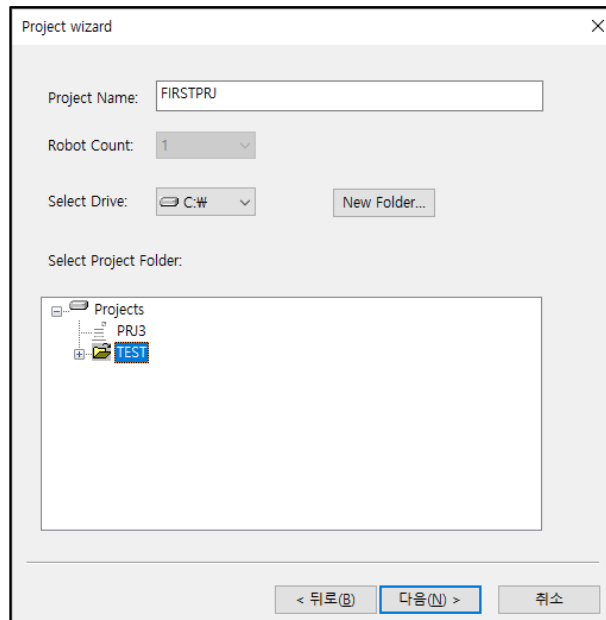 Project wizard
Project Name: FIRSTPRJ
Robot Count: 1
Select Drive: C:₩ New Folder...
Select Project Folder:
Projects
PRJ3
TEST
< 뒤로(B) 다음(N) > 취소